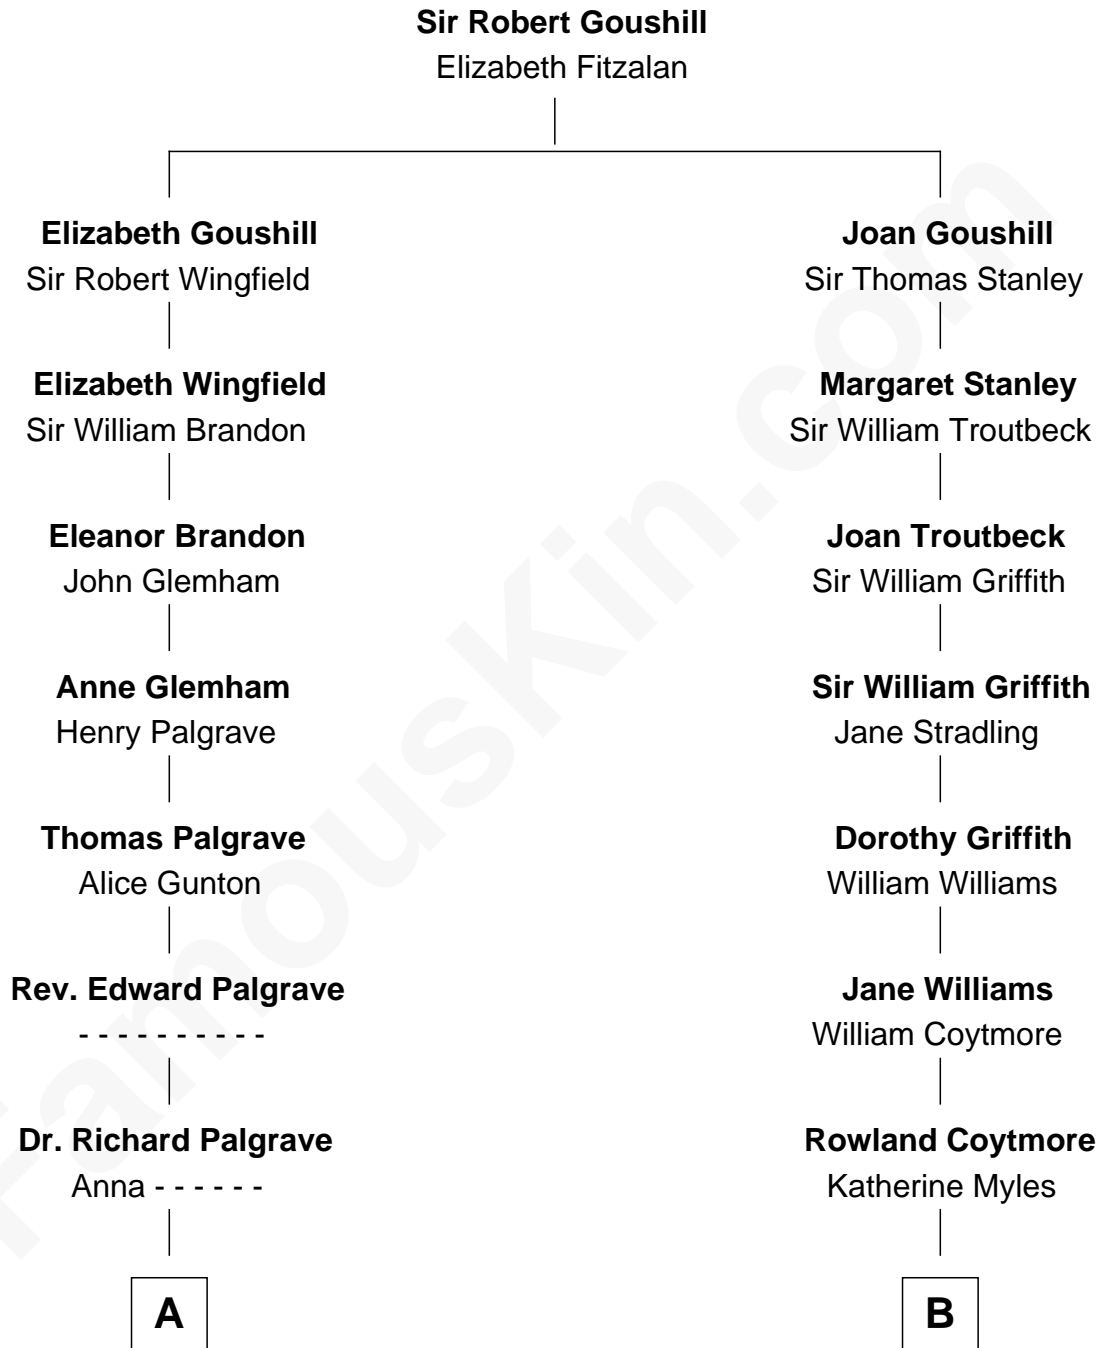 Sir Robert Goushill
Elizabeth Fitzalan
Elizabeth Goushill
Sir Robert Wingfield
Joan Goushill
Sir Thomas Stanley
Elizabeth Wingfield
Sir William Brandon
Margaret Stanley
Sir William Troutbeck
Eleanor Brandon
John Glemham
Joan Troutbeck
Sir William Griffith
Anne Glemham
Henry Palgrave
Sir William Griffith
Jane Stradling
Thomas Palgrave
Alice Gunton
Dorothy Griffith
William Williams
Rev. Edward Palgrave
- - - - - - - - - -
Jane Williams
William Coytmore
Dr. Richard Palgrave
Anna - - - - - -
Rowland Coytmore
Katherine Myles
A
B
FamousKin.com